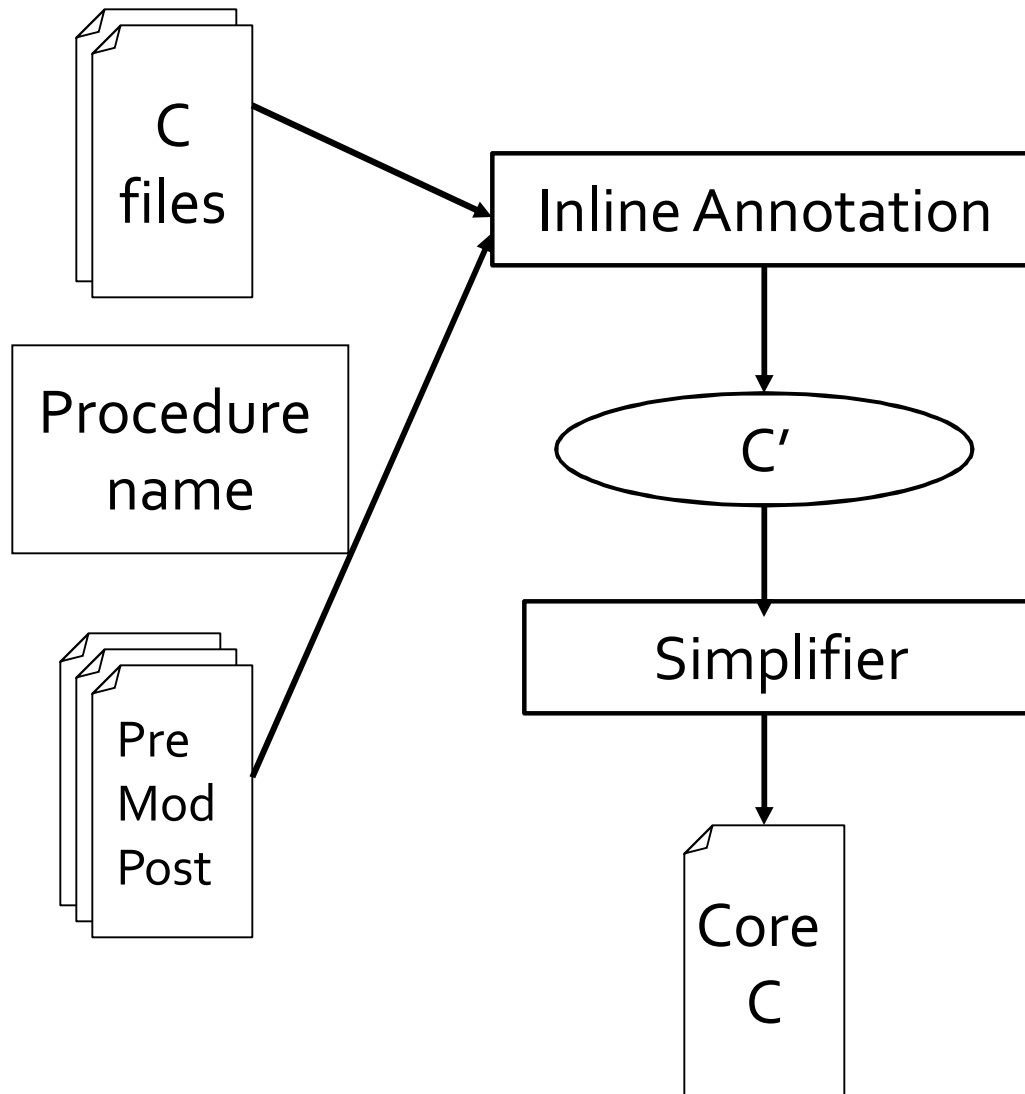 C
files
Inline Annotation
Procedure
name
C’
Simplifier
Pre
Mod
Post
Core
C